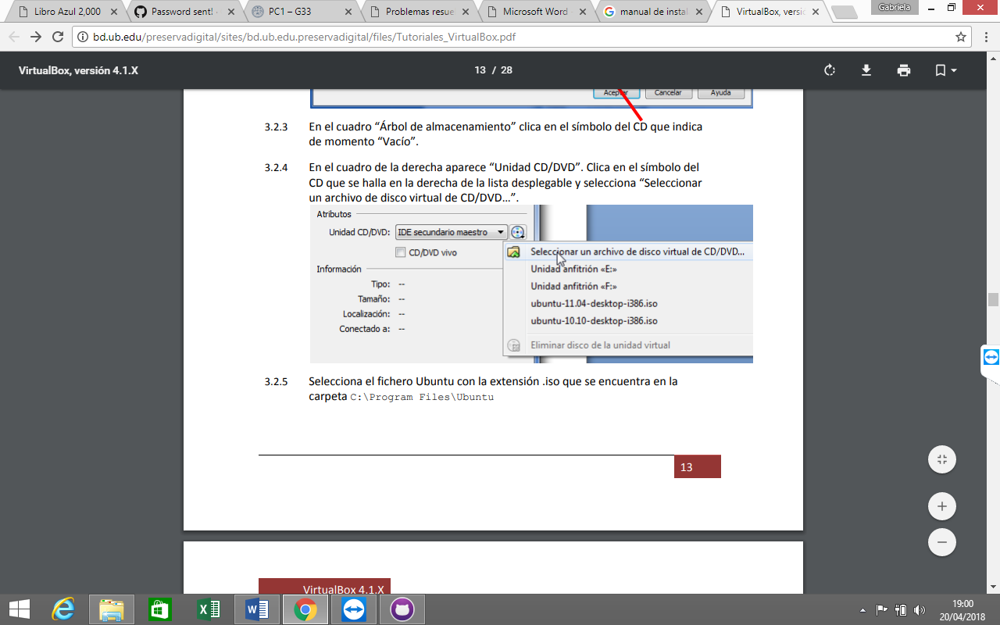 Libro Azul 2,000
Password sent!
PC1 – G33
Problemas resue
Microsoft Word -
manual de instal
VirtualBox, versió
Gabriela
bd.ub.edu/preservadigital/sites/bd.ub.edu.preservadigital/files/Tutoriales_VirtualBox.pdf
VirtualBox, versión 4.1.X
13 / 28
Aceptar Cancelar Ayuda
3.2.3 En el cuadro “Árbol de almacenamiento” clica en el símbolo del CD que indica
de momento “Vacío”.
3.2.4 En el cuadro de la derecha aparece “Unidad CD/DVD”. Clica en el símbolo del
CD que se halla en la derecha de la lista desplegable y selecciona “Seleccionar
un archivo de disco virtual de CD/DVD…”.
Atributos
Unidad CD/DVD: IDE secundario maestro
CD/DVD vivo
Información
Tipo: --
Tamaño: --
Localización: --
Conectado a: --
Seleccionar un archivo de disco virtual de CD/DVD...
Unidad anfitrión «E:»
Unidad anfitrión «F:»
ubuntu-11.04-desktop-i386.iso
ubuntu-10.10-desktop-i386.iso
Eliminar disco de la unidad virtual
3.2.5 Selecciona el fichero Ubuntu con la extensión .iso que se encuentra en la
carpeta C:\Program Files\Ubuntu
13
VirtualBox 4.1.X
19:00
20/04/2018